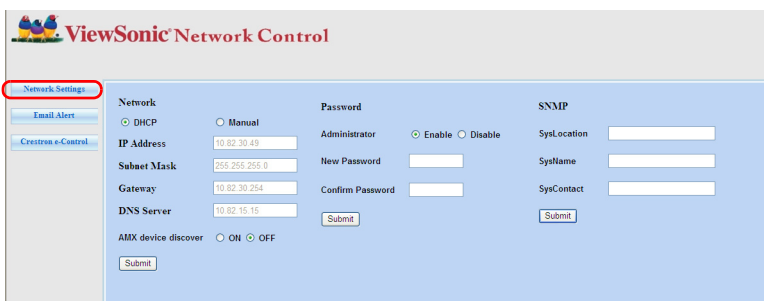 ViewSonic® Network Control
Network Settings
Email Alert
Crestron e-Control
Network
DHCP Manual
IP Address 10.82.30.49
Subnet Mask 255.255.255.0
Gateway 10.82.30.254
DNS Server 10.82.15.15
AMX device discover ON OFF
Submit
Password
Administrator Enable Disable
New Password
Confirm Password
Submit
SNMP
SysLocation
SysName
SysContact
Submit